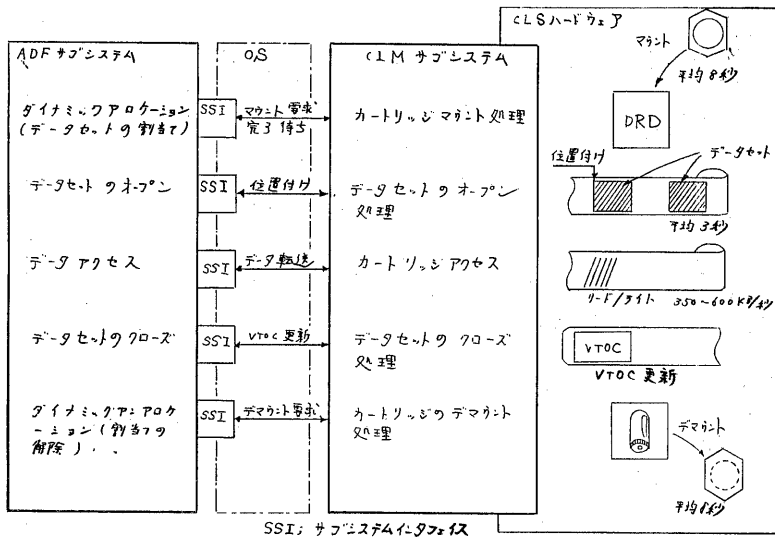 ADF サブシステム
OS
CLM サブシステム
CLSハードウェア
ダイナミックアロケーション
(データセットの割当て)
SSI
マウント要求
完了待ち
カートリッジマウント処理
マウント
平均8秒
DRD
データセットのオープン
SSI
位置付け
データセットのオープン
処理
位置付け
データセット
平均3秒
データアクセス
SSI
データ転送
カートリッジアクセス
リード/ライト 350~600KB/秒
データセットのクローズ
SSI
VTOC更新
データセットのクローズ
処理
VTOC
VTOC更新
ダイナミックアンアロケ
ーション(割当ての
解除)
SSI
デマウント要求
カートリッジのデマウント
処理
デマウント
平均8秒
SSI; サブシステムインタフェイス